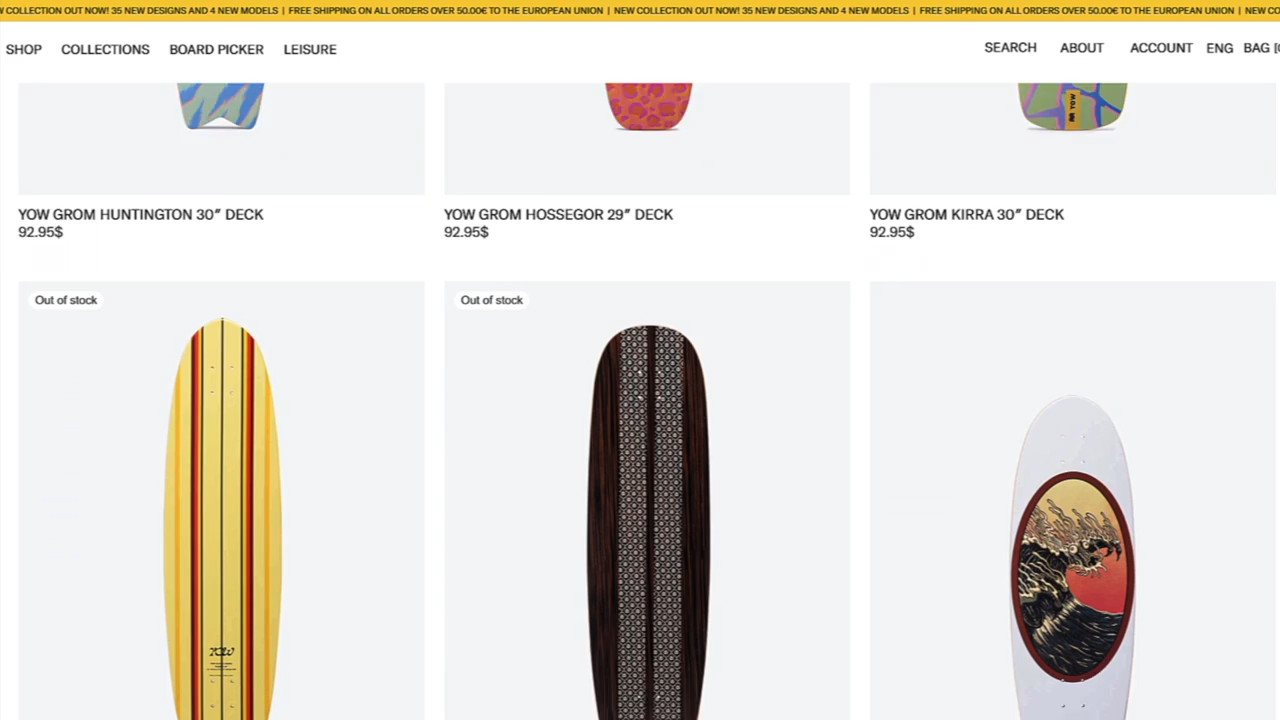 COLLECTION OUT NOW! 35 NEW DESIGNS AND 4 NEW MODELS | FREE SHIPPING ON ALL ORDERS OVER 50.00€ TO THE EUROPEAN UNION | NEW COLLECTION OUT NOW! 35 NEW DESIGNS AND 4 NEW MODELS | FREE SHIPPING ON ALL ORDERS OVER 50.00€ TO THE EUROPEAN UNION | NEW CO
SHOP COLLECTIONS BOARD PICKER LEISURE SEARCH ABOUT ACCOUNT ENG BAG
YOW
YOW GROM HUNTINGTON 30″ DECK
92.95$
YOW GROM HOSSEGOR 29″ DECK
92.95$
YOW GROM KIRRA 30″ DECK
92.95$
Out of stock
Out of stock
YOW